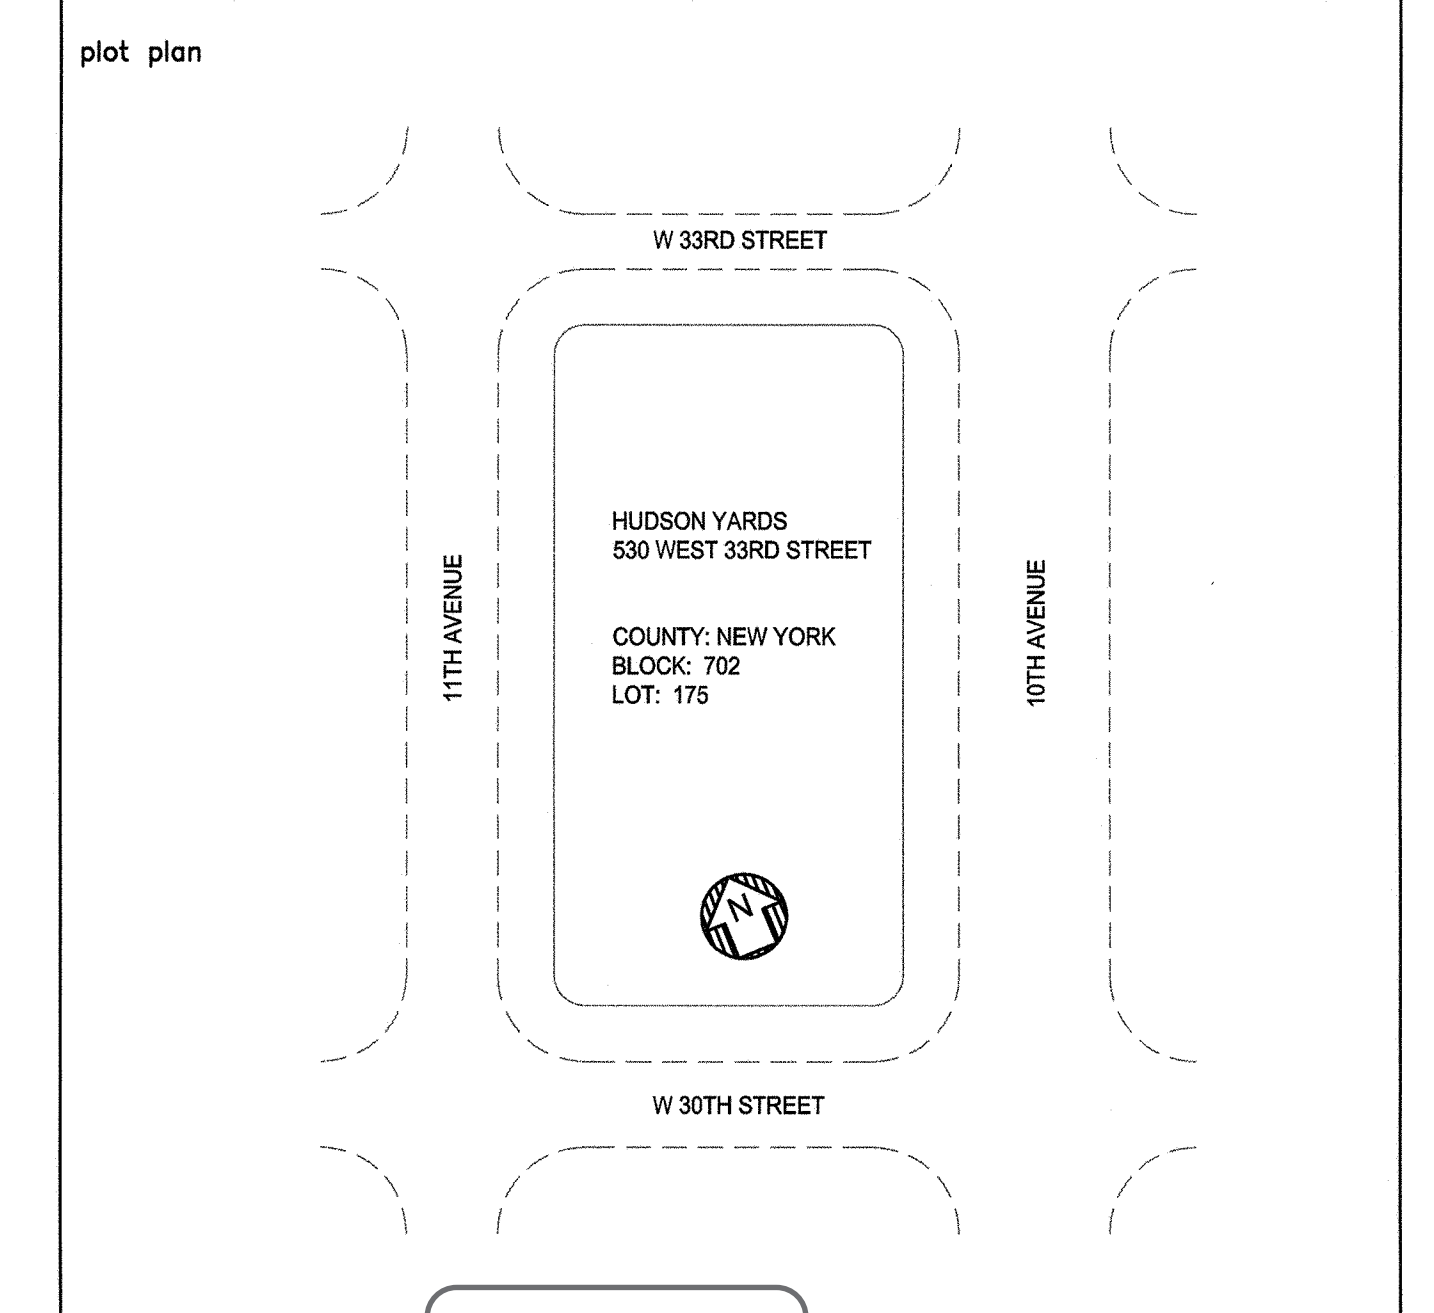 plot plan
W 33RD STREET
HUDSON YARDS
530 WEST 33RD STREET
11TH AVENUE
10TH AVENUE
COUNTY: NEW YORK
BLOCK: 702
LOT: 175
N
W 30TH STREET